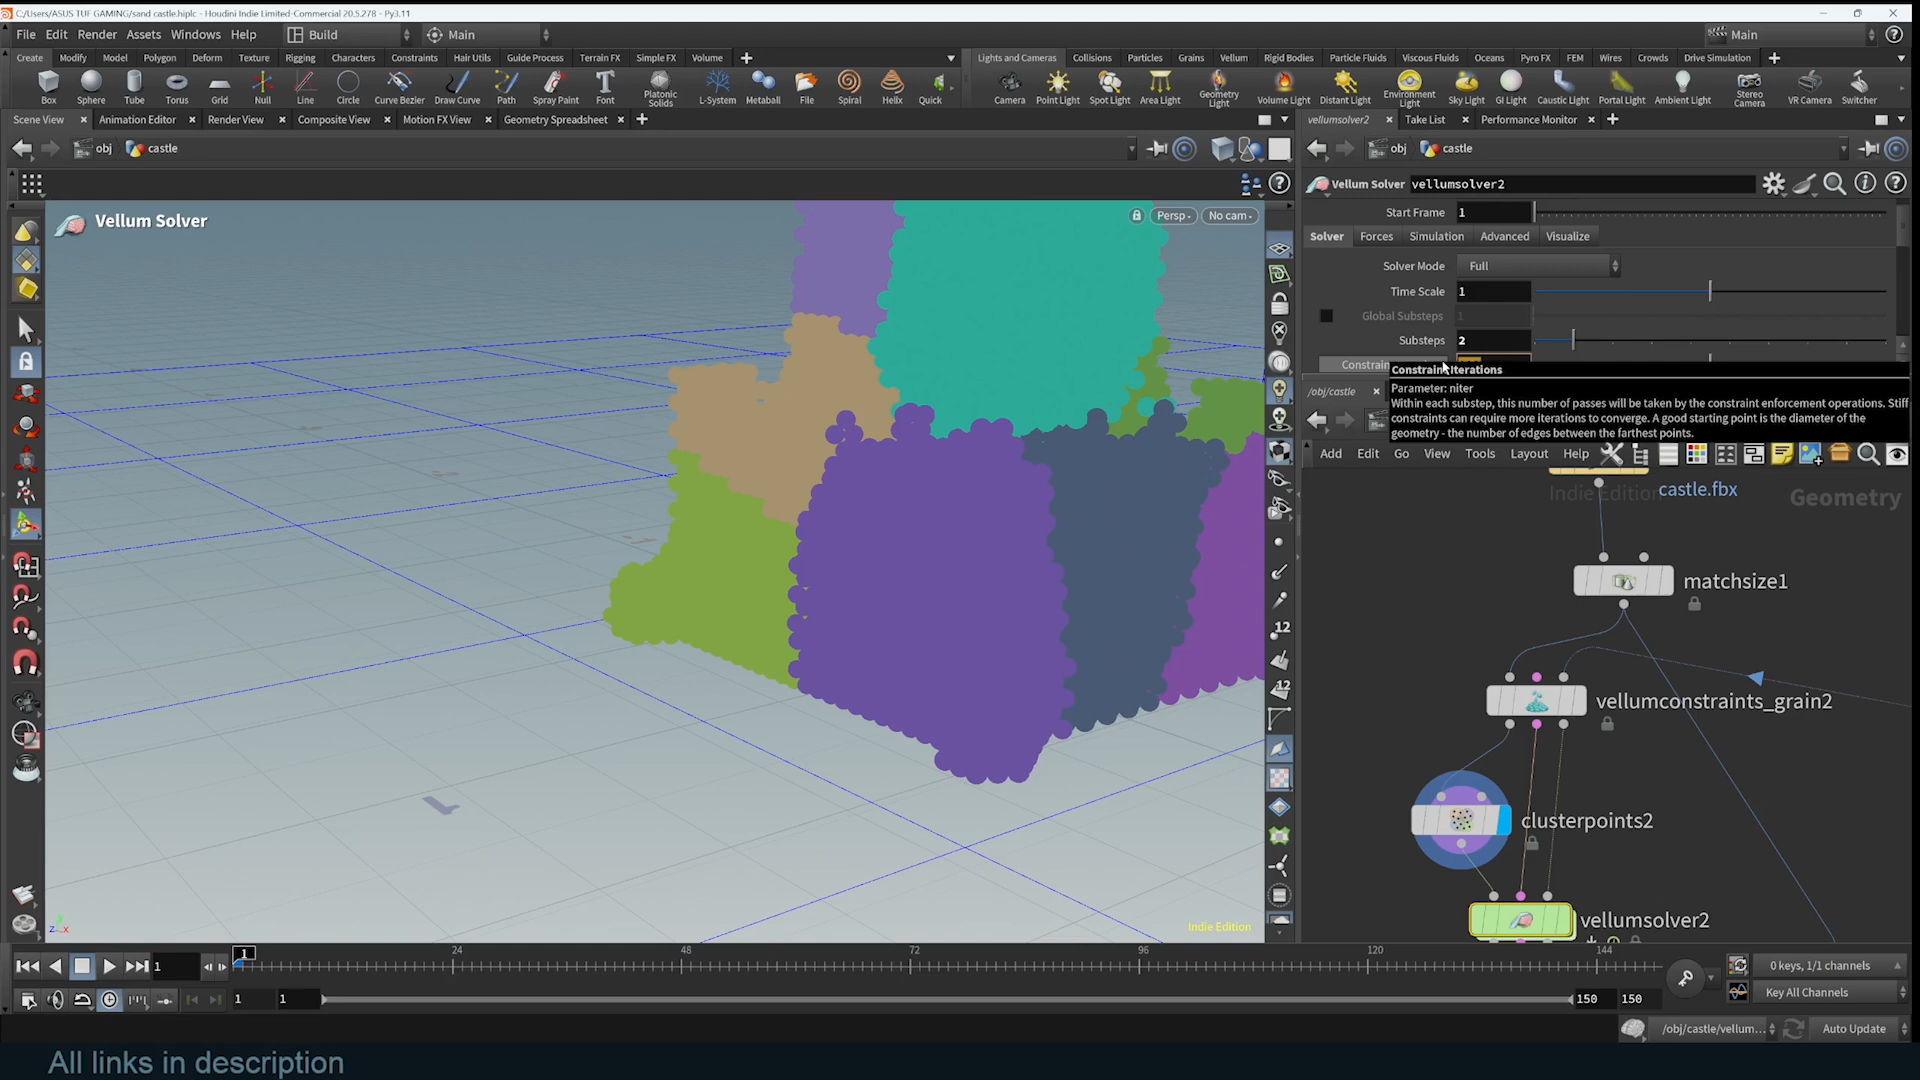 C:/Users/ASUS TUF GAMING/sand castle.hiplc - Houdini Indie Limited-Commercial 20.5.278 - Py3.11
File Edit Render Assets Windows Help Build Main Main
Create Modify Model Polygon Deform Texture Rigging Characters Constraints Hair Utils Guide Process Terrain FX Simple FX Volume
Lights and Cameras Collisions Particles Grains Vellum Rigid Bodies Particle Fluids Viscous Fluids Oceans Pyro FX FEM Wires Crowds Drive Simulation
Box Sphere Tube Torus Grid Null Line Circle Curve Bezier Draw Curve Path Spray Paint Font Platonic Solids L-System Metaball File Spiral Helix Quick
Camera Point Light Spot Light Area Light Geometry Light Volume Light Distant Light Environment Light Sky Light GI Light Caustic Light Portal Light Ambient Light Stereo Camera VR Camera Switcher
Scene View Animation Editor Render View Composite View Motion FX View Geometry Spreadsheet
vellumsolver2 Take List Performance Monitor
obj castle
obj castle
Vellum Solver vellumsolver2
Vellum Solver
Persp No cam
Start Frame 1
Solver Forces Simulation Advanced Visualize
Solver Mode Full
Time Scale 1
Global Substeps 1
Substeps 2
Constrain
Constraint Iterations
Parameter: niter
Within each substep, this number of passes will be taken by the constraint enforcement operations. Stiff
constraints can require more iterations to converge. A good starting point is the diameter of the
geometry - the number of edges between the farthest points.
/obj/castle
Add Edit Go View Tools Layout Help
Indie Edition castle.fbx Geometry
matchsize1
vellumconstraints_grain2
clusterpoints2
vellumsolver2
12
12
z x
Indie Edition
1 1 24 48 72 96 120 144
0 keys, 1/1 channels
1 1 150 150
Key All Channels
/obj/castle/vellum... Auto Update
All links in description